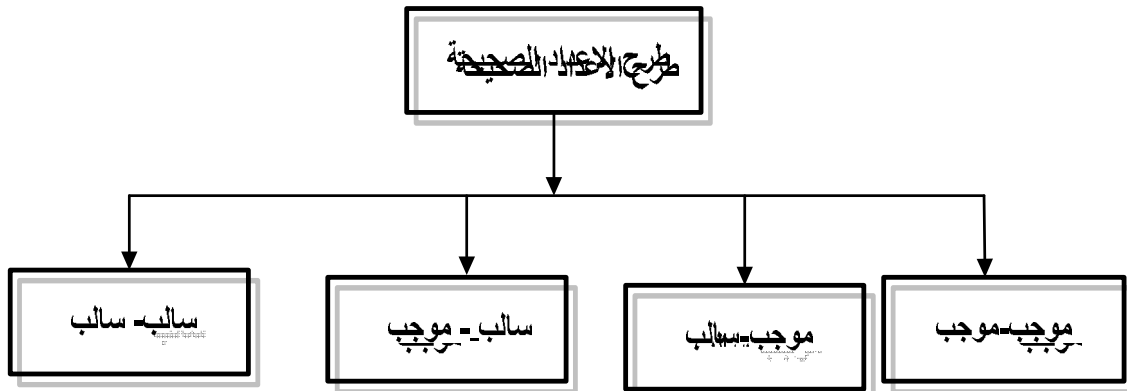 طرح الاعداد الصحيحة
موجب-موجب
موجب-سالب
سالب - موجب
سالب- سالب